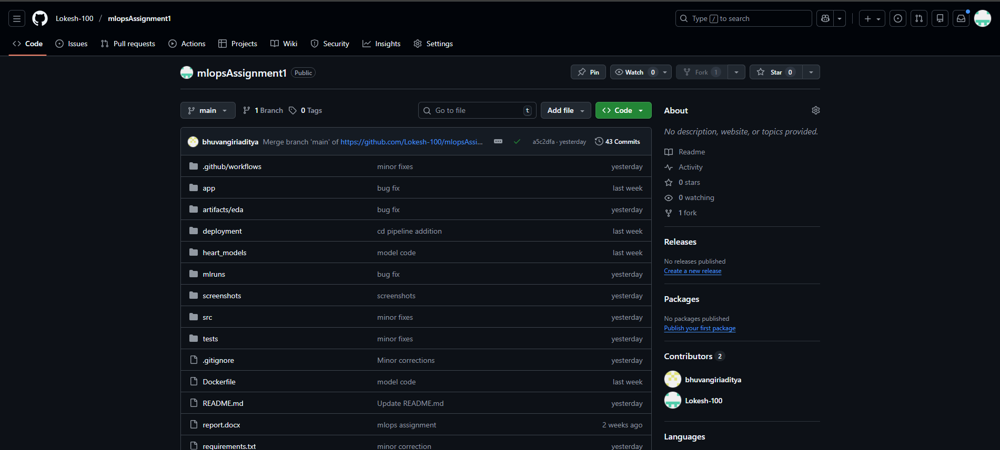 Lokesh-100 / mlopsAssignment1
Type / to search
Code Issues Pull requests Actions Projects Wiki Security Insights Settings
mlopsAssignment1 Public
Pin Watch 0 Fork 1 Star 0
main 1 Branch 0 Tags Go to file t Add file Code
bhuvangiriaditya Merge branch 'main' of https://github.com/Lokesh-100/mlopsAssi... a5c2dfa · yesterday 43 Commits
.github/workflows minor fixes yesterday
app bug fix last week
artifacts/eda bug fix yesterday
deployment cd pipeline addition last week
heart_models model code last week
mlruns bug fix yesterday
screenshots screenshots yesterday
src minor fixes yesterday
tests minor fixes yesterday
.gitignore Minor corrections yesterday
Dockerfile model code last week
README.md Update README.md yesterday
report.docx mlops assignment 2 weeks ago
requirements.txt minor correction yesterday
About
No description, website, or topics provided.
Readme
Activity
0 stars
0 watching
1 fork
Releases
No releases published
Create a new release
Packages
No packages published
Publish your first package
Contributors 2
bhuvangiriaditya
Lokesh-100
Languages